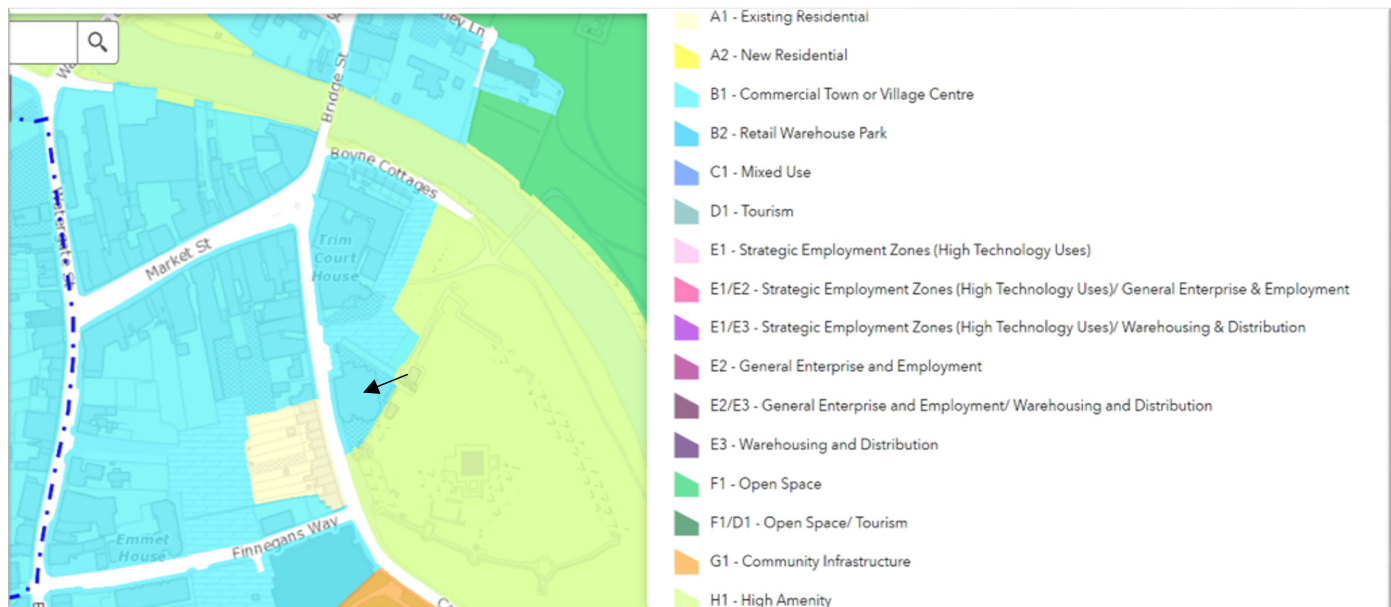 Bridge St
Boyne Cottages
Trim
Court
House
Market St
Watergate St
Emmet
House
Finnegans Way
A1 - Existing Residential
A2 - New Residential
B1 - Commercial Town or Village Centre
B2 - Retail Warehouse Park
C1 - Mixed Use
D1 - Tourism
E1 - Strategic Employment Zones (High Technology Uses)
E1/E2 - Strategic Employment Zones (High Technology Uses)/ General Enterprise & Employment
E1/E3 - Strategic Employment Zones (High Technology Uses)/ Warehousing & Distribution
E2 - General Enterprise and Employment
E2/E3 - General Enterprise and Employment/ Warehousing and Distribution
E3 - Warehousing and Distribution
F1 - Open Space
F1/D1 - Open Space/ Tourism
G1 - Community Infrastructure
H1 - High Amenity